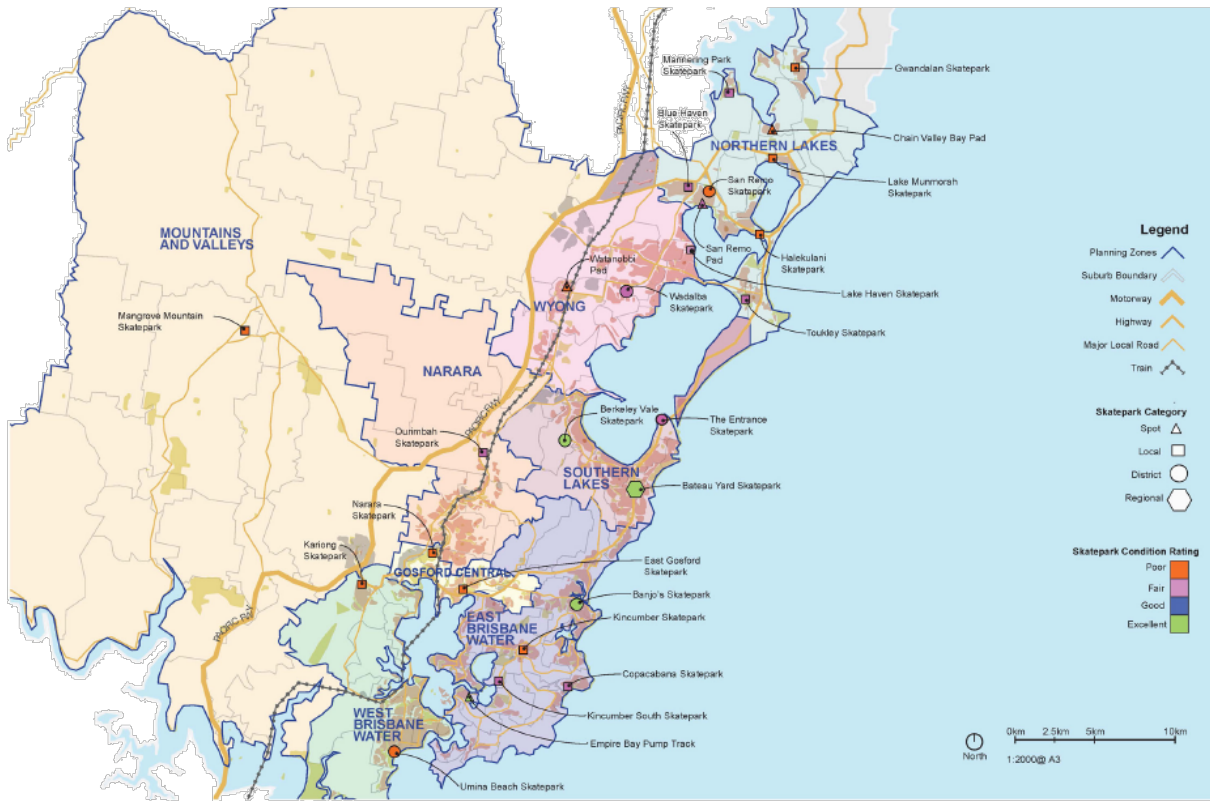 Mannering Park
Skatepark
Gwandalan Skatepark
Blue Haven
Skatepark
PACIFIC FWY
NORTHERN LAKES
Chain Valley Bay Pad
San Remo
Skatepark
Lake Munmorah
Skatepark
MOUNTAINS
AND VALLEYS
San Remo
Pad
Halekulani
Skatepark
Watanobbi
Pad
Lake Haven Skatepark
WYONG
Wadalba
Skatepark
Toukley Skatepark
Mangrove Mountain
Skatepark
NARARA
PACIFIC FWY
Berkeley Vale
Skatepark
The Entrance
Skatepark
Ourimbah
Skatepark
SOUTHERN
LAKES
Bateau Yard Skatepark
Narara
Skatepark
Kariong
Skatepark
GOSFORD CENTRAL
East Gosford
Skatepark
Banjo's Skatepark
PACIFIC FWY
EAST
BRISBANE
WATER
Kincumber Skatepark
Copacabana Skatepark
WEST
BRISBANE
WATER
Kincumber South Skatepark
Empire Bay Pump Track
Umina Beach Skatepark
Legend
Planning Zones
Suburb Boundary
Motorway
Highway
Major Local Road
Train
Skatepark Category
Spot
Local
District
Regional
Skatepark Condition Rating
Poor
Fair
Good
Excellent
North
0km 2.5km 5km 10km
1:2000@ A3